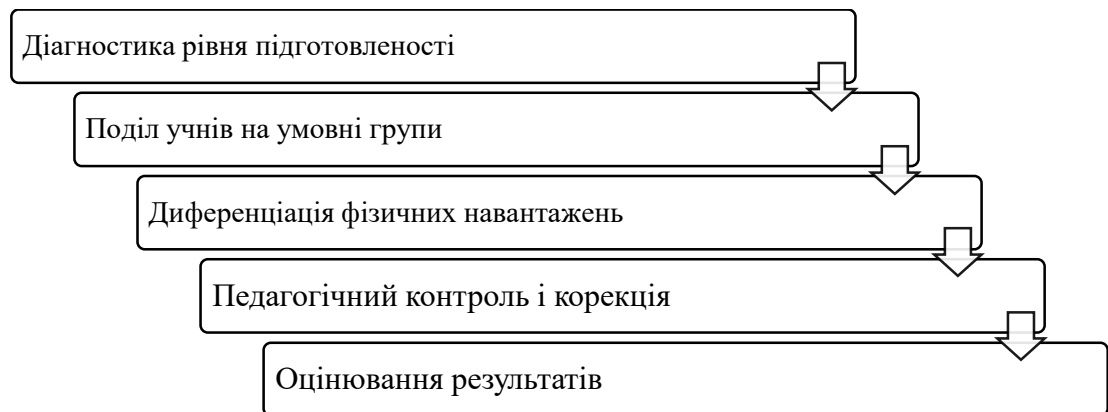 Діагностика рівня підготовленості
Поділ учнів на умовні групи
Диференціація фізичних навантажень
Педагогічний контроль і корекція
Оцінювання результатів